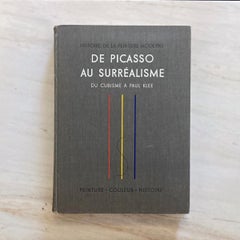 HISTOIRE DE LA PEINTURE MODERNE
DE PICASSO
AU SURRÉALISME
DU CUBISME A PAUL KLEE
PEINTURE • COULEUR • HISTOIRE